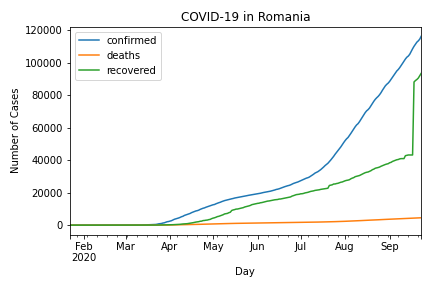 COVID-19 in Romania
confirmed
deaths
recovered
Number of Cases
120000
100000
80000
60000
40000
20000
0
Feb Mar Apr May Jun Jul Aug Sep
2020
Day